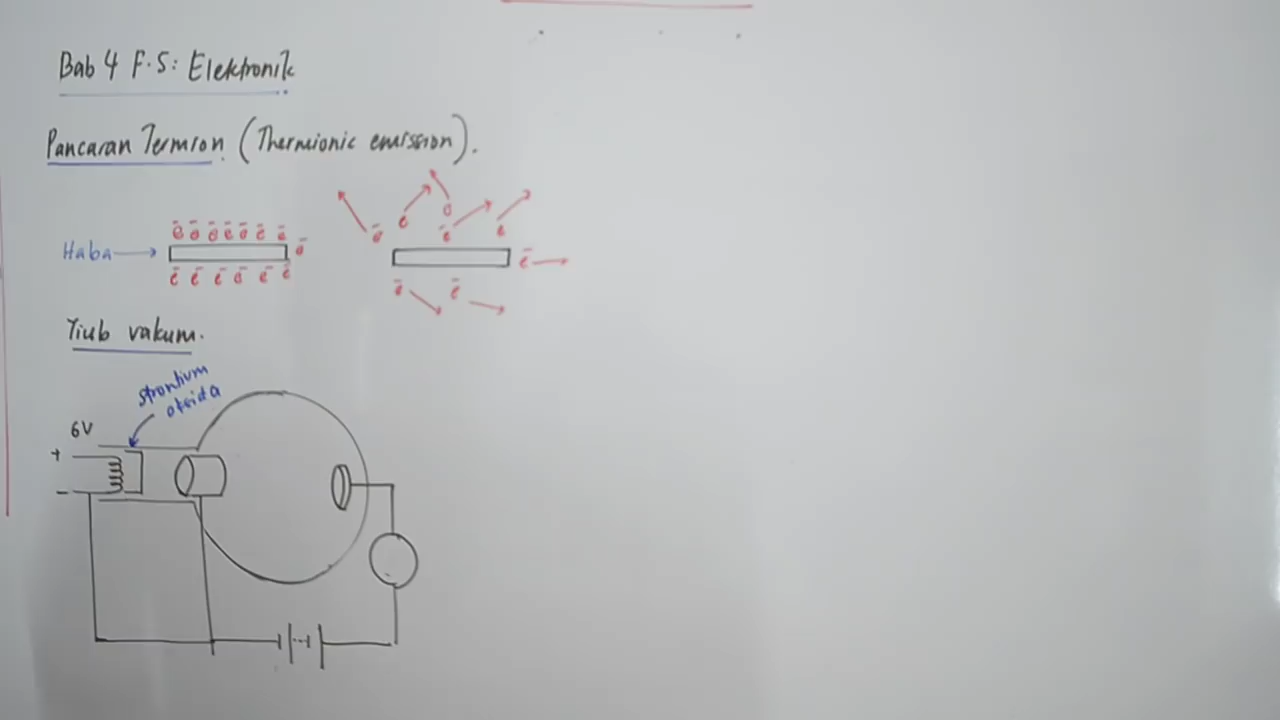 Bab 4 F.5: Elektronik
Pancaran Termion (Thermionic emission).
ē ē ē ē ē ē ē ē
Haba
ē ē ē ē ē ē
ē e e ē e ē
ē ē
Tiub vakum.
strontium
oksida
6V
+
−